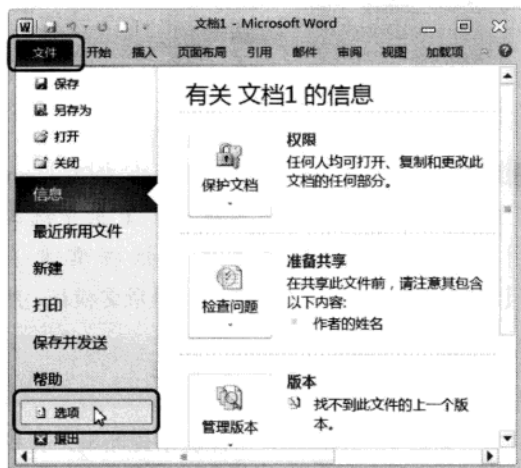 文档1 - Microsoft Word
文件 开始 插入 页面布局 引用 邮件 审阅 视图 加载项
保存
另存为
打开
关闭
信息
最近所用文件
新建
打印
保存并发送
帮助
选项
退出
有关 文档1 的信息
保护文档
权限
任何人均可打开、复制和更改此
文档的任何部分。
检查问题
准备共享
在共享此文件前，请注意其包含
以下内容:
作者的姓名
管理版本
版本
找不到此文件的上一个版
本。